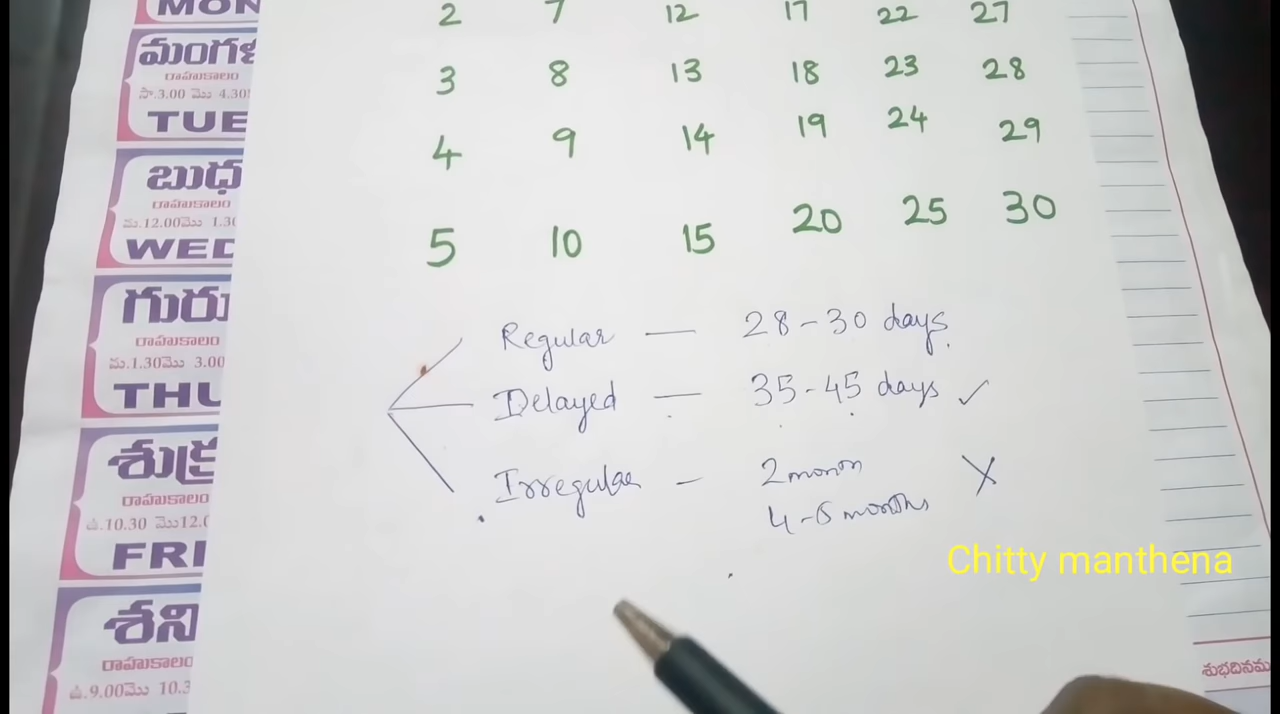 MON
2 7 12 17 22 27
మంగళ
రాహుకాలం
సా.3.00 మొ 4.30
TUE
3 8 13 18 23 28
4 9 14 19 24 29
బుధ
రాహుకాలం
మ.12.00మొ 1.30
WED
5 10 15 20 25 30
గురు
రాహుకాలం
మ.1.30మొ 3.00
THU
Regular — 28-30 days.
Delayed — 35-45 days ✓
శుక్ర
రాహుకాలం
ఉ.10.30 మొ12.0
FRI
Irregular - 2 month X
4-6 months
Chitty manthena
శని
రాహుకాలం
ఉ.9.00మొ 10.3
శుభదినము